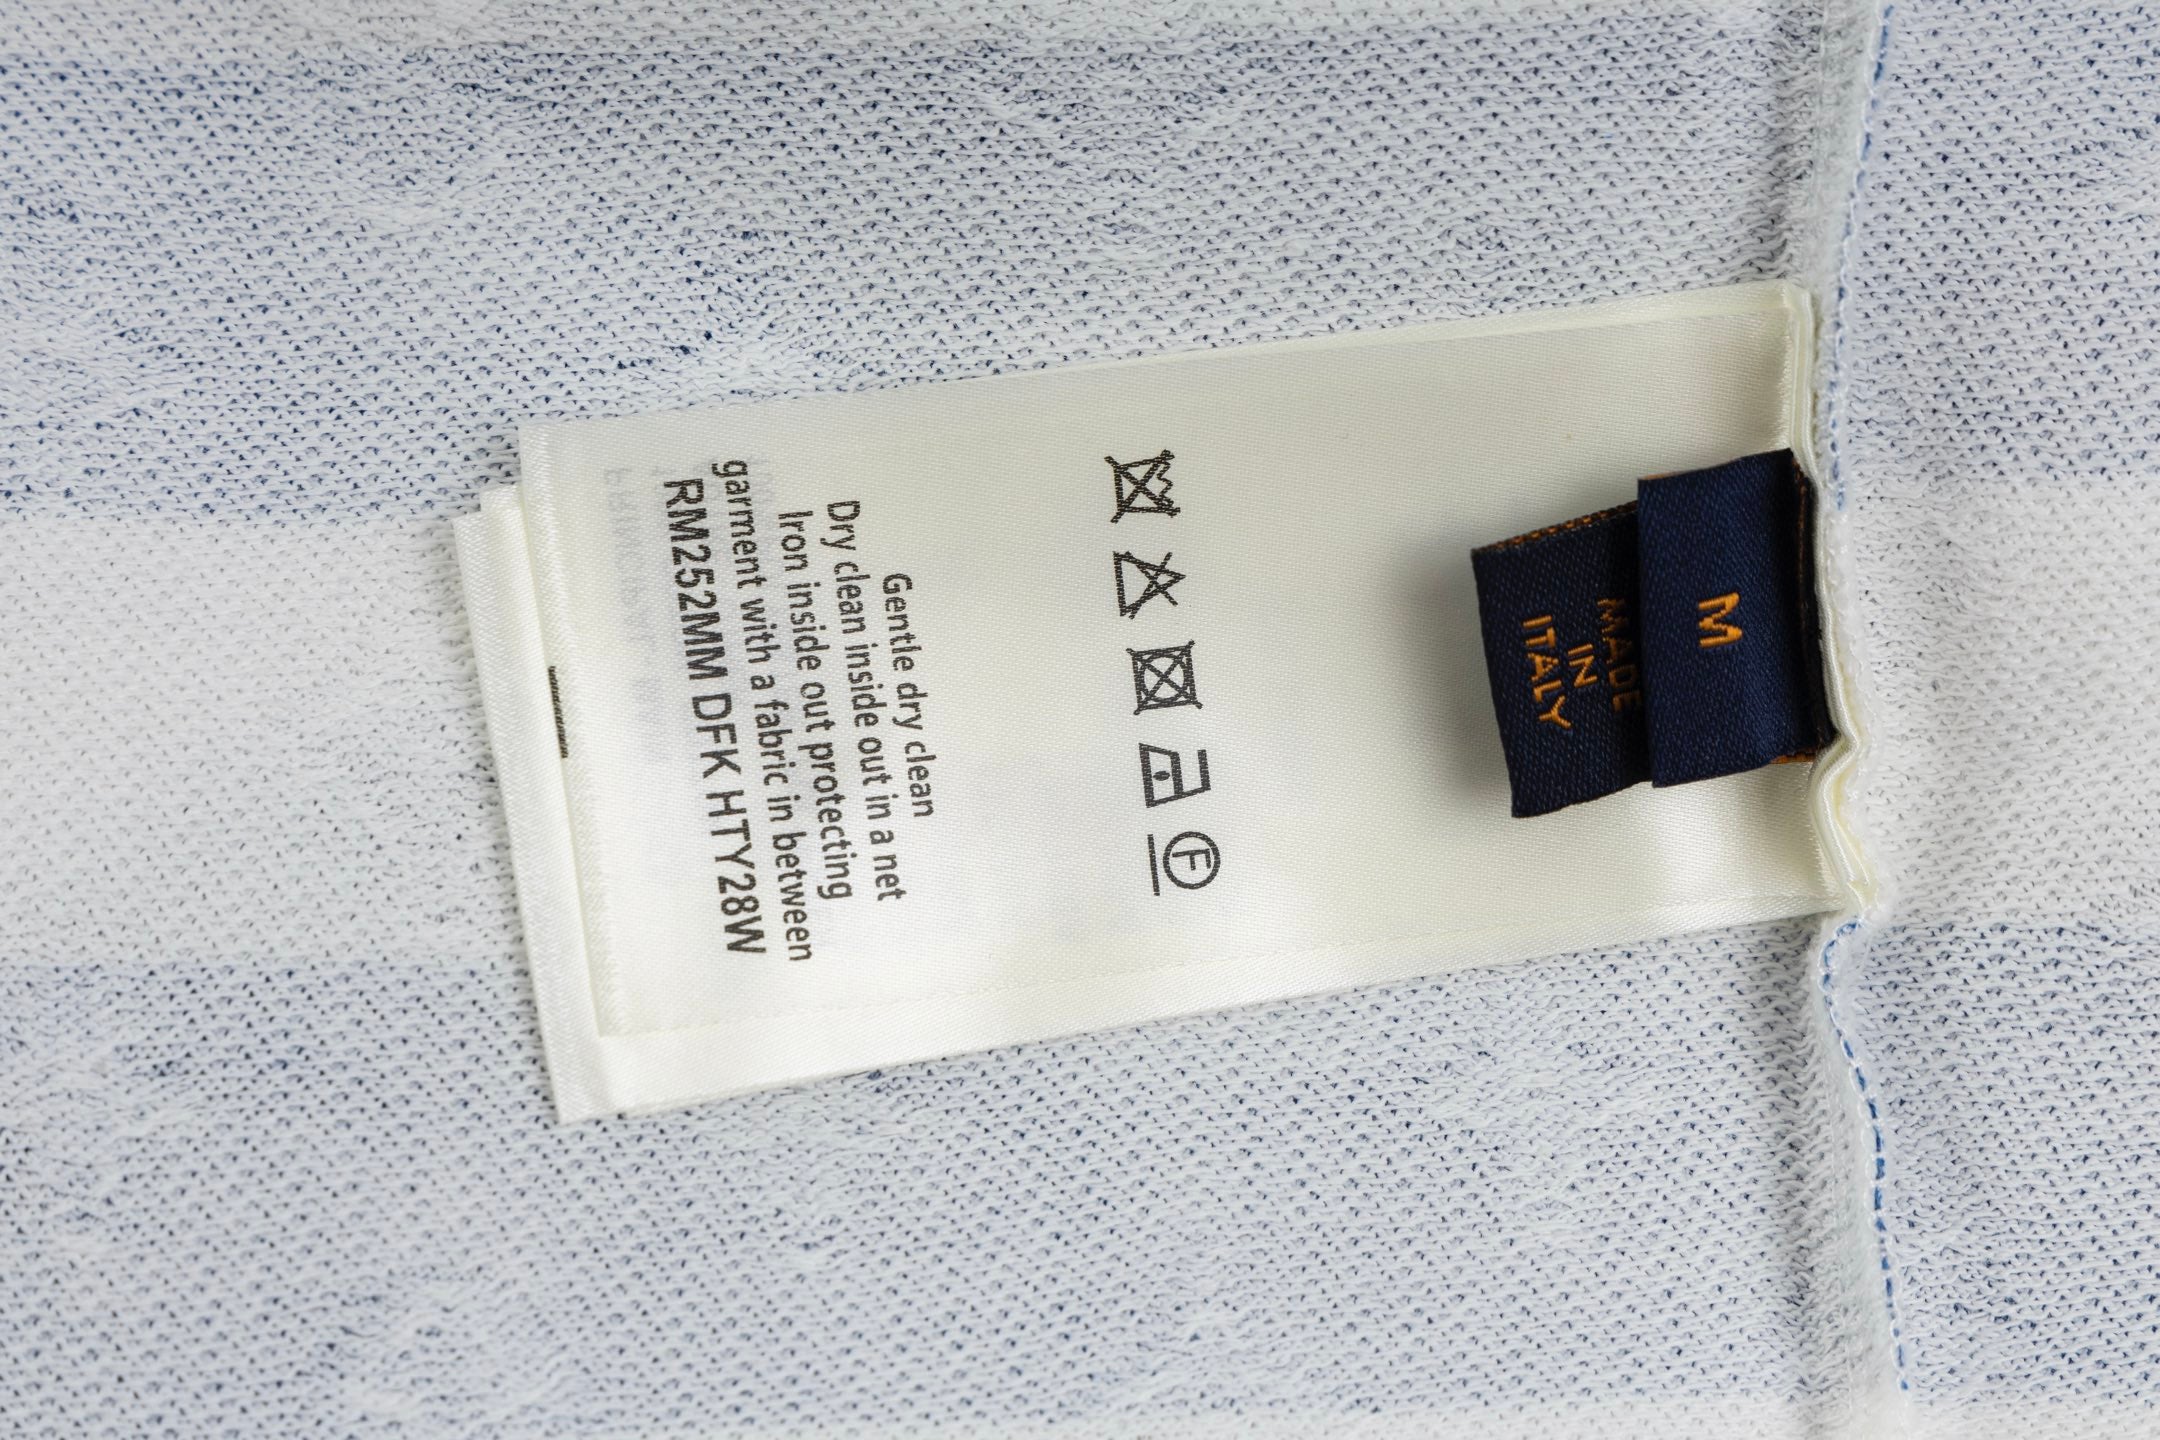 M
MADE
IN
ITALY
F
Gentle dry clean
Dry clean inside out in a net
Iron inside out protecting
garment with a fabric in between
RM252MM DFK HTY28W